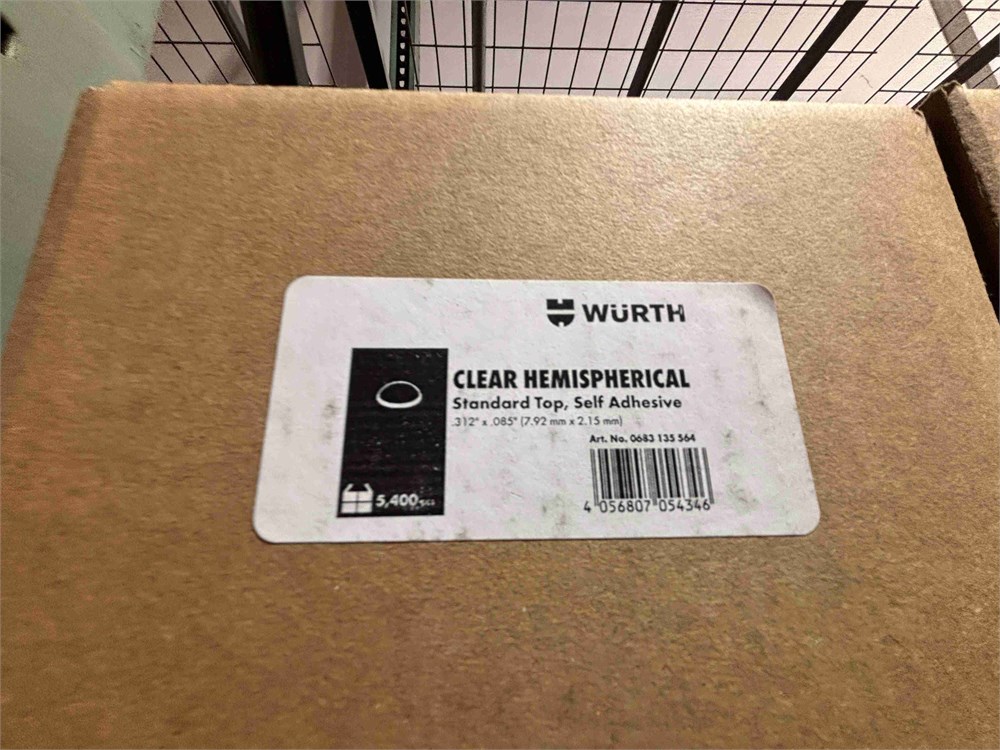 WÜRTH
CLEAR HEMISPHERICAL
Standard Top, Self Adhesive
.312" x .085" (7.92 mm x 2.15 mm)
Art. No. 0683 135 564
5,400 PCS
4 056807 054346